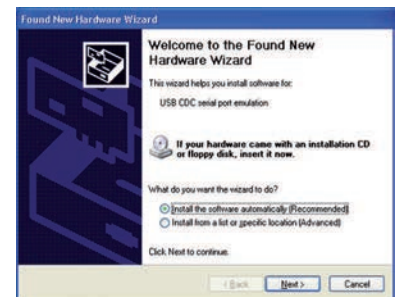 Found New Hardware Wizard
Welcome to the Found New
Hardware Wizard
This wizard helps you install software for:
USB CDC serial port emulation
If your hardware came with an installation CD
or floppy disk, insert it now.
What do you want the wizard to do?
Install the software automatically (Recommended)
Install from a list or specific location (Advanced)
Click Next to continue.
< Back Next > Cancel